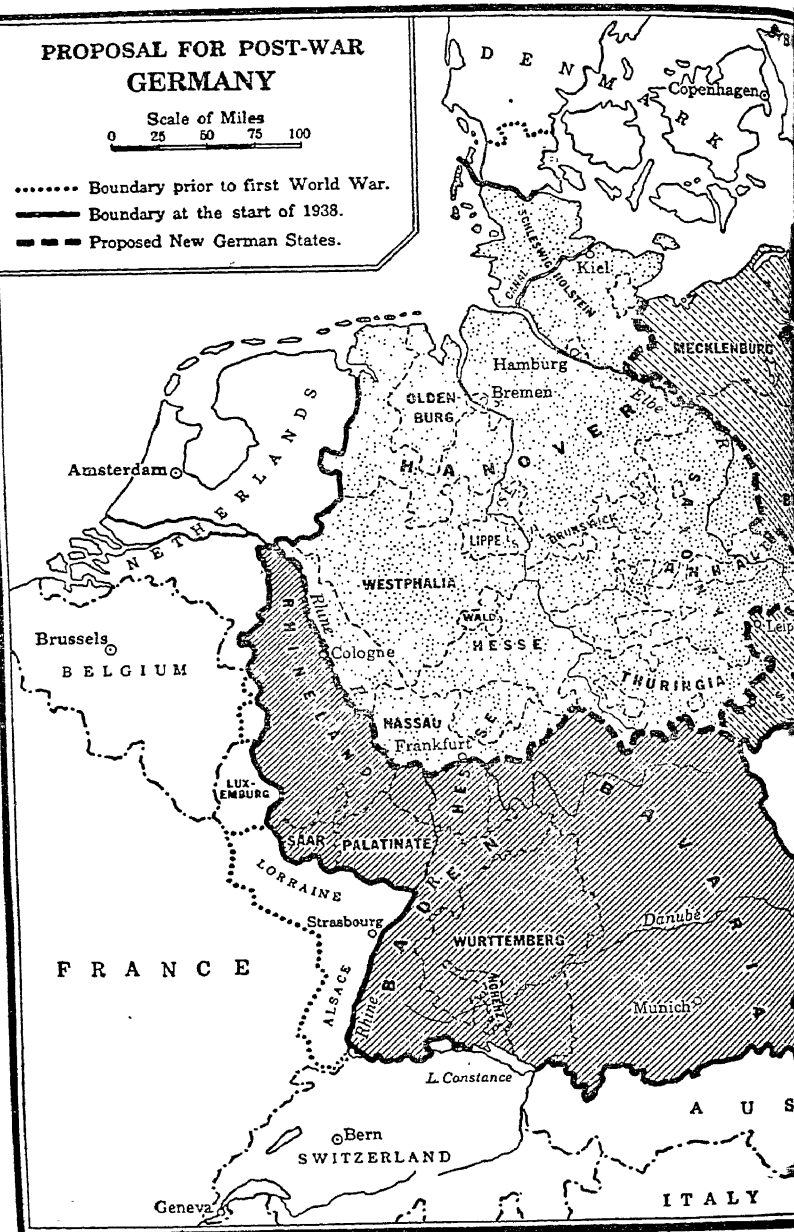 PROPOSAL FOR POST-WAR
GERMANY
Scale of Miles
0 25 50 75 100
Boundary prior to first World War.
Boundary at the start of 1938.
Proposed New German States.
DENMARK
Copenhagen
SCHLESWIG
HOLSTEIN
CANAL
Kiel
MECKLENBURG
Hamburg
Bremen
Elbe
OLDEN-
BURG
HANOVER
NETHERLANDS
Amsterdam
LIPPE
BRUNSWICK
SAXONY
ANHALT
WESTPHALIA
WALD
HESSE
Leip
THURINGIA
Rhine
Cologne
RHINELAND
Brussels
BELGIUM
NASSAU
Frankfurt
HESSE
LUX-
EMBURG
SAAR
PALATINATE
LORRAINE
Strasbourg
ALSACE
FRANCE
BADEN
WURTTEMBERG
BAVARIA
Danube
Munich
Rhine
L. Constance
AUS
Bern
SWITZERLAND
Geneva
ITALY